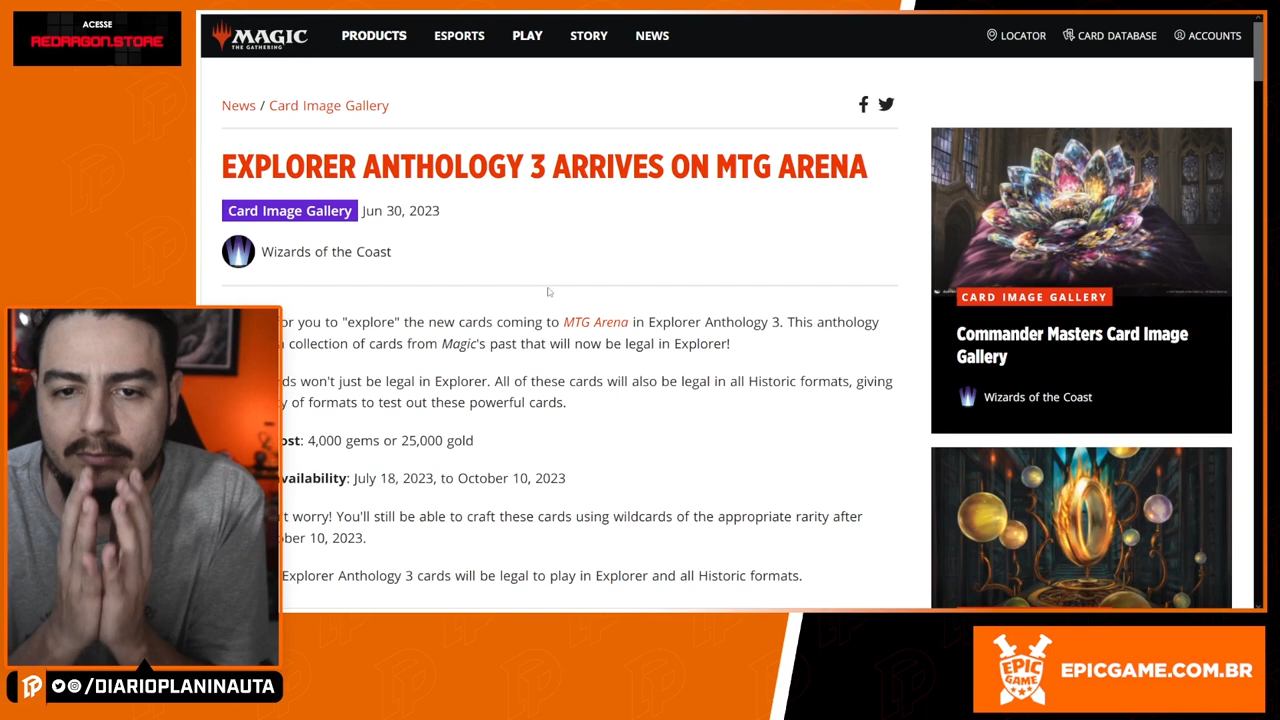 ACESSE
REDRAGON.STORE
MAGIC
THE GATHERING
PRODUCTS ESPORTS PLAY STORY NEWS
LOCATOR CARD DATABASE ACCOUNTS
News / Card Image Gallery
EXPLORER ANTHOLOGY 3 ARRIVES ON MTG ARENA
Card Image Gallery Jun 30, 2023
Wizards of the Coast
or you to "explore" the new cards coming to MTG Arena in Explorer Anthology 3. This anthology
collection of cards from Magic's past that will now be legal in Explorer!
ds won't just be legal in Explorer. All of these cards will also be legal in all Historic formats, giving
y of formats to test out these powerful cards.
ost: 4,000 gems or 25,000 gold
vailability: July 18, 2023, to October 10, 2023
t worry! You'll still be able to craft these cards using wildcards of the appropriate rarity after
ber 10, 2023.
Explorer Anthology 3 cards will be legal to play in Explorer and all Historic formats.
CARD IMAGE GALLERY
Commander Masters Card Image
Gallery
Wizards of the Coast
/DIARIOPLANINAUTA
EPIC
GAME
EPICGAME.COM.BR